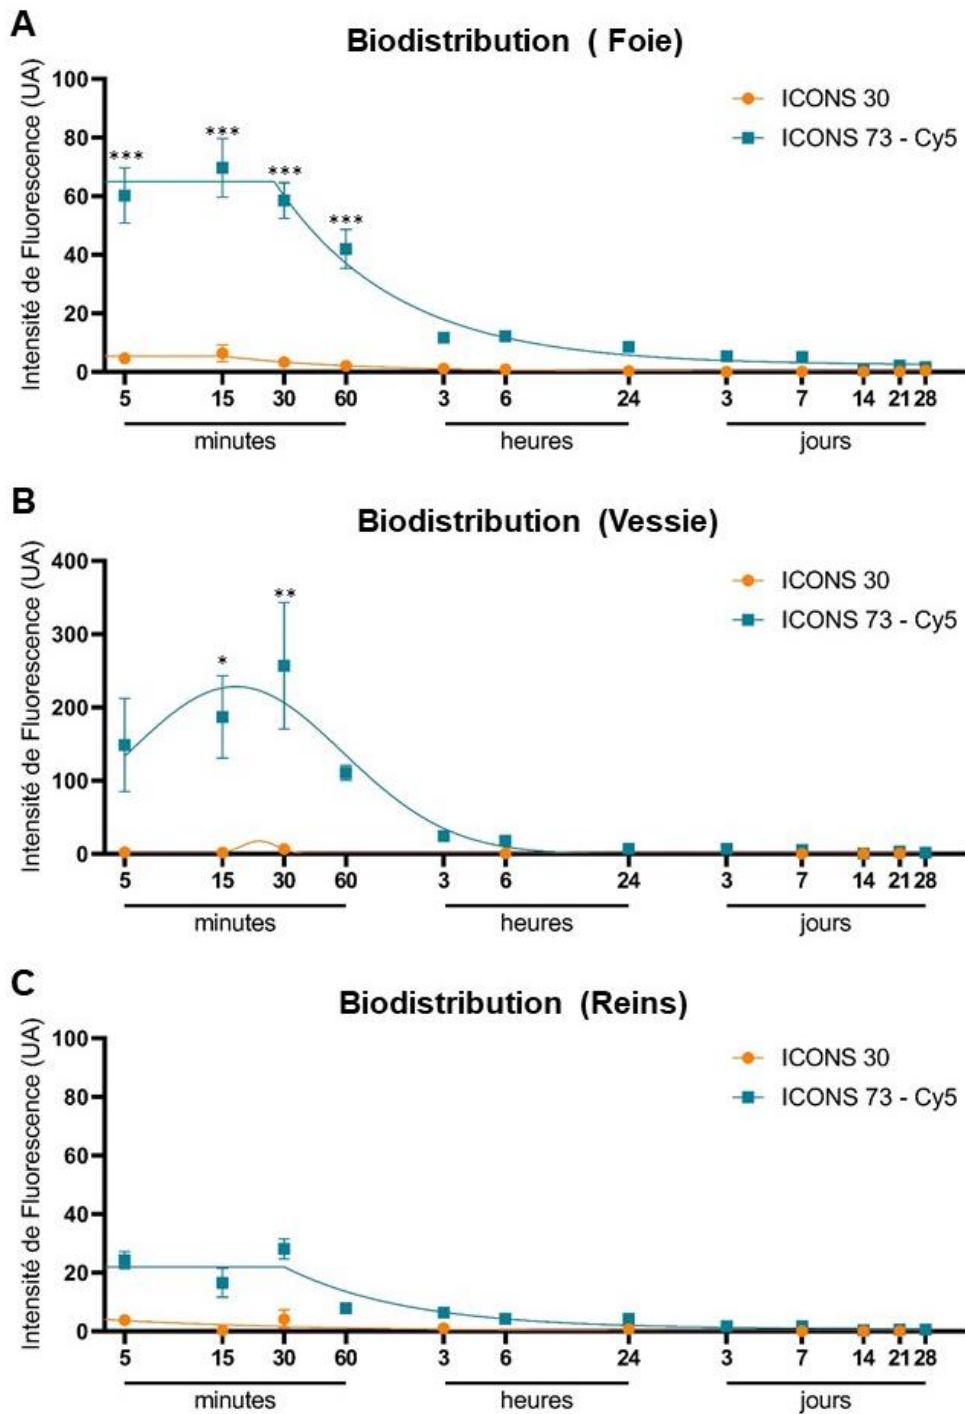 A
Biodistribution ( Foie)
Intensité de Fluorescence (UA)
100
80
60
40
20
0
*** *** *** ***
ICONS 30
ICONS 73 - Cy5
5 15 30 60 3 6 24 3 7 14 21 28
minutes heures jours
B
Biodistribution (Vessie)
Intensité de Fluorescence (UA)
400
300
200
100
0
* **
ICONS 30
ICONS 73 - Cy5
5 15 30 60 3 6 24 3 7 14 21 28
minutes heures jours
C
Biodistribution (Reins)
Intensité de Fluorescence (UA)
100
80
60
40
20
0
ICONS 30
ICONS 73 - Cy5
5 15 30 60 3 6 24 3 7 14 21 28
minutes heures jours